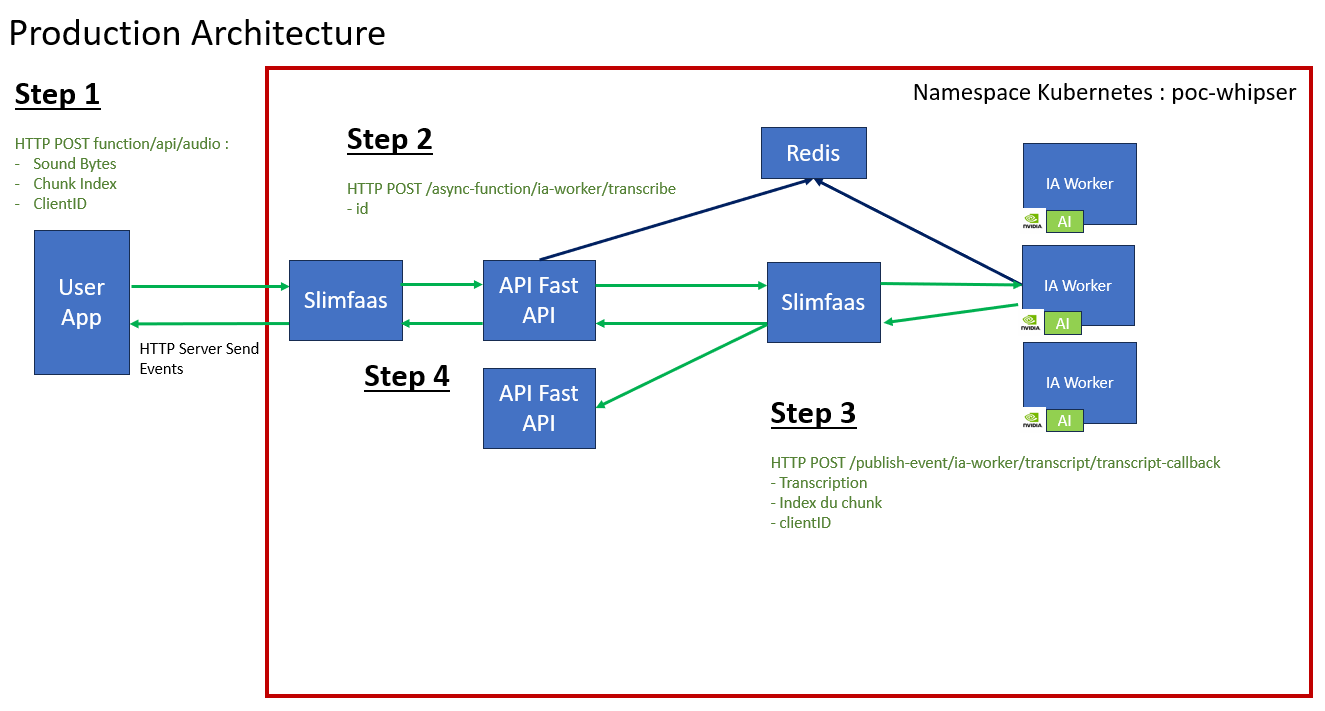 Production Architecture
Step 1
HTTP POST function/api/audio :
- Sound Bytes
- Chunk Index
- ClientID
User
App
HTTP Server Send
Events
Namespace Kubernetes : poc-whipser
Step 2
HTTP POST /async-function/ia-worker/transcribe
- id
Redis
Slimfaas
API Fast
API
Slimfaas
IA Worker
NVIDIA
AI
IA Worker
NVIDIA
AI
IA Worker
NVIDIA
AI
Step 4
API Fast
API
Step 3
HTTP POST /publish-event/ia-worker/transcript/transcript-callback
- Transcription
- Index du chunk
- clientID